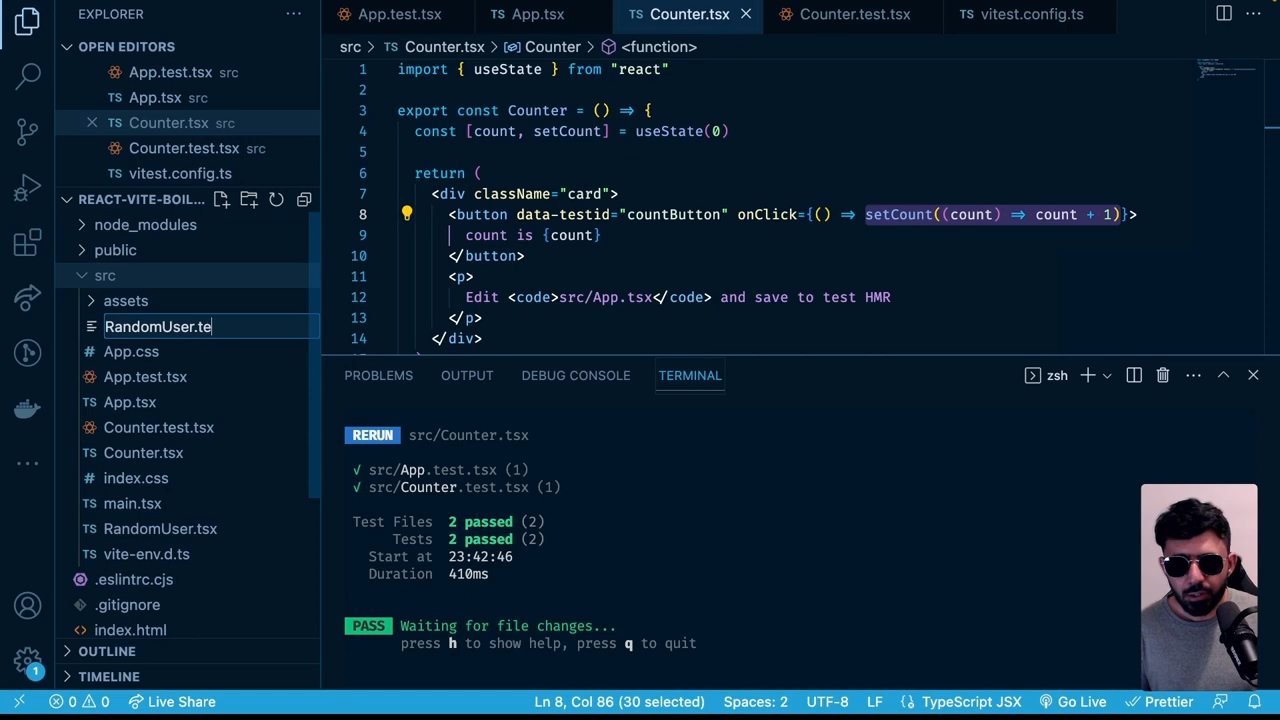 EXPLORER
OPEN EDITORS
App.test.tsx src
App.tsx src
Counter.tsx src
Counter.test.tsx src
vitest.config.ts
REACT-VITE-BOIL...
node_modules
public
src
assets
RandomUser.te
App.css
App.test.tsx
App.tsx
Counter.test.tsx
Counter.tsx
index.css
main.tsx
RandomUser.tsx
vite-env.d.ts
.eslintrc.cjs
.gitignore
index.html
OUTLINE
TIMELINE
App.test.tsx App.tsx Counter.tsx Counter.test.tsx vitest.config.ts
src > Counter.tsx > Counter > <function>
1 import { useState } from "react"
2
3 export const Counter = () => {
4 const [count, setCount] = useState(0)
5
6 return (
7 <div className="card">
8 <button data-testid="countButton" onClick={() => setCount((count) => count + 1)}>
9 count is {count}
10 </button>
11 <p>
12 Edit <code>src/App.tsx</code> and save to test HMR
13 </p>
14 </div>
PROBLEMS OUTPUT DEBUG CONSOLE TERMINAL zsh
RERUN src/Counter.tsx
√ src/App.test.tsx (1)
√ src/Counter.test.tsx (1)
Test Files 2 passed (2)
Tests 2 passed (2)
Start at 23:42:46
Duration 410ms
PASS Waiting for file changes...
press h to show help, press q to quit
1
0 0 Live Share Ln 8, Col 86 (30 selected) Spaces: 2 UTF-8 LF TypeScript JSX Go Live Prettier